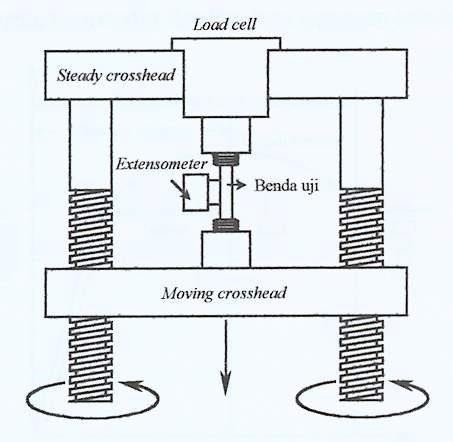 Load cell
Steady crosshead
Extensometer
Benda uji
Moving crosshead